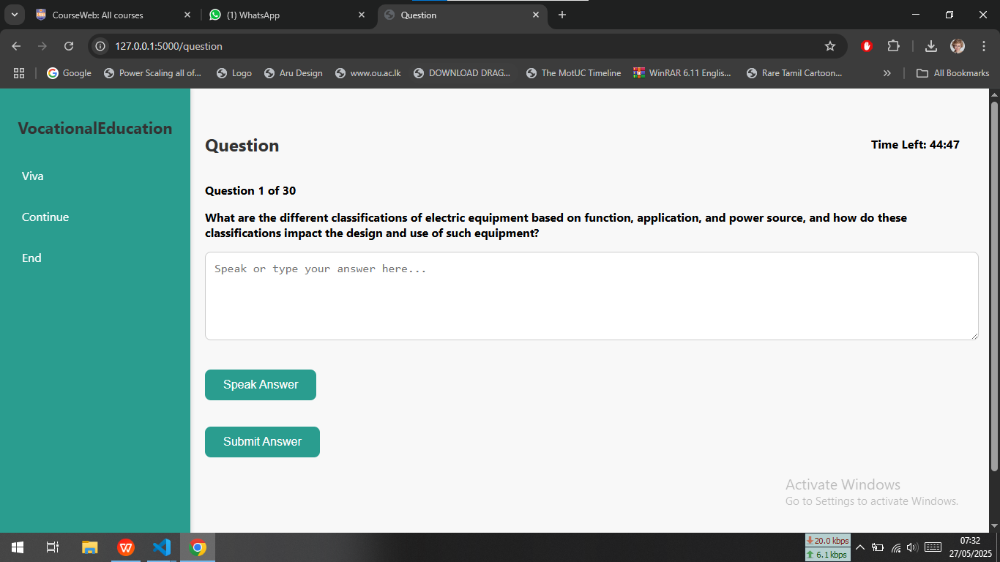 CourseWeb: All courses
(1) WhatsApp
Question
127.0.0.1:5000/question
Google
Power Scaling all of...
Logo
Aru Design
www.ou.ac.lk
DOWNLOAD DRAG...
The MotUC Timeline
WinRAR 6.11 Englis...
Rare Tamil Cartoon...
All Bookmarks
VocationalEducation
Viva
Continue
End
Question
Time Left: 44:47
Question 1 of 30
What are the different classifications of electric equipment based on function, application, and power source, and how do these
classifications impact the design and use of such equipment?
Speak or type your answer here...
Speak Answer
Submit Answer
Activate Windows
Go to Settings to activate Windows.
20.0 kbps
6.1 kbps
07:32
27/05/2025